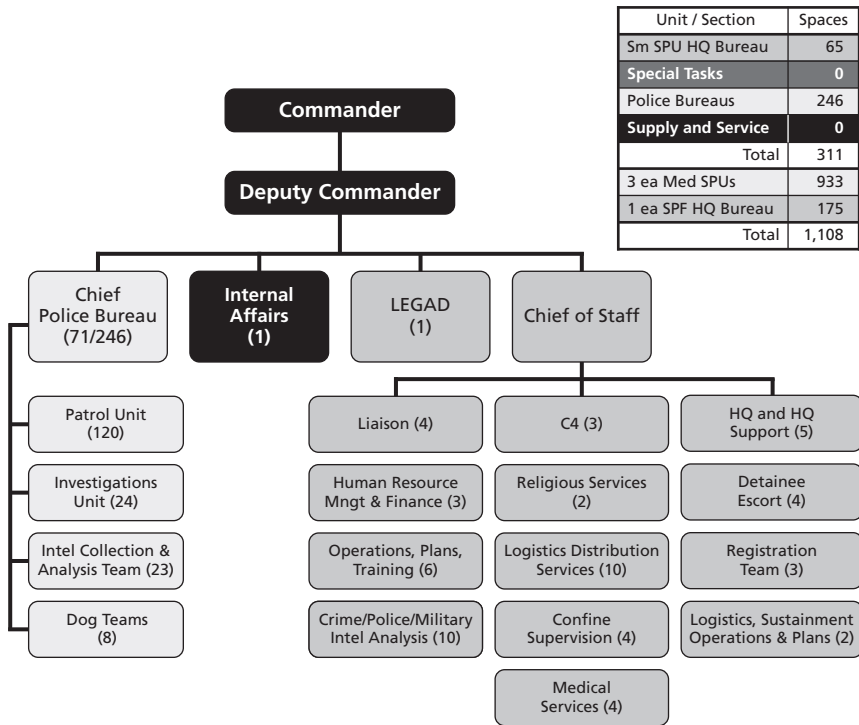 Unit / Section Spaces
Sm SPU HQ Bureau 65
Special Tasks 0
Police Bureaus 246
Supply and Service 0
Total 311
3 ea Med SPUs 933
1 ea SPF HQ Bureau 175
Total 1,108
Commander
Deputy Commander
Chief
Police Bureau
(71/246)
Internal
Affairs
(1)
LEGAD
(1)
Chief of Staff
Patrol Unit
(120)
Investigations
Unit (24)
Intel Collection &
Analysis Team (23)
Dog Teams
(8)
Liaison (4)
Human Resource
Mngt & Finance (3)
Operations, Plans,
Training (6)
Crime/Police/Military
Intel Analysis (10)
C4 (3)
Religious Services
(2)
Logistics Distribution
Services (10)
Confine
Supervision (4)
Medical
Services (4)
HQ and HQ
Support (5)
Detainee
Escort (4)
Registration
Team (3)
Logistics, Sustainment
Operations & Plans (2)